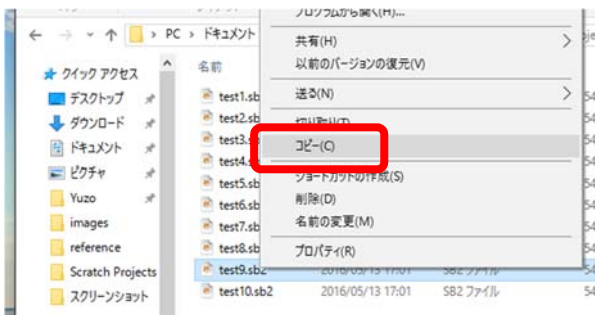 プログラムから開く(H)...
PC > ドキュメント
共有(H)
以前のバージョンの復元(V)
クイック アクセス
名前
デスクトップ
test1.sb
送る(N)
ダウンロード
test2.sb
切り取り(T)
ドキュメント
test3.sb
コピー(C)
ピクチャ
test4.s
ショートカットの作成(S)
Yuzo
test5.sb
images
test6.sb
削除(D)
reference
test7.sb
名前の変更(M)
Scratch Projects
test8.sb
プロパティ(R)
test9.sb2 2016/05/13 17:01 SB2 ファイル 54
スクリーンショット
test10.sb2 2016/05/13 17:01 SB2 ファイル 54